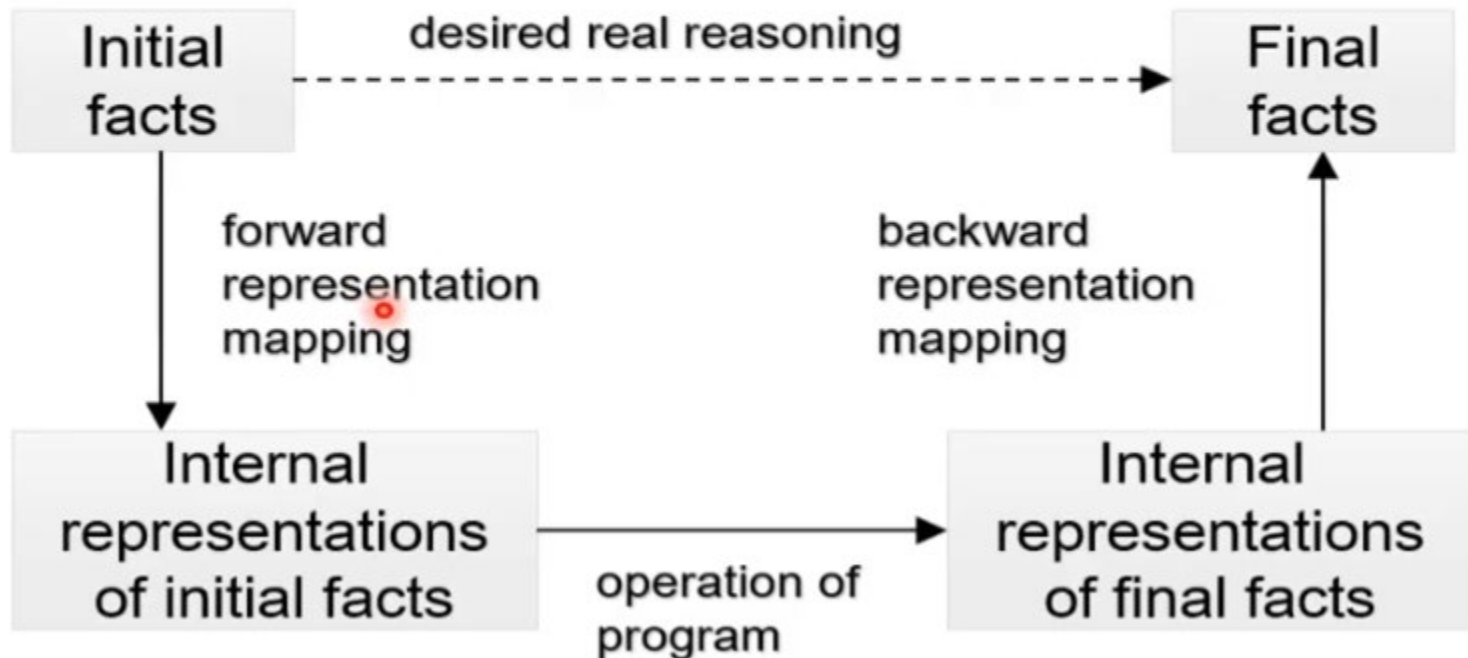 Initial
facts
desired real reasoning
Final
facts
forward
representation
mapping
backward
representation
mapping
Internal
representations
of initial facts
operation of
program
Internal
representations
of final facts